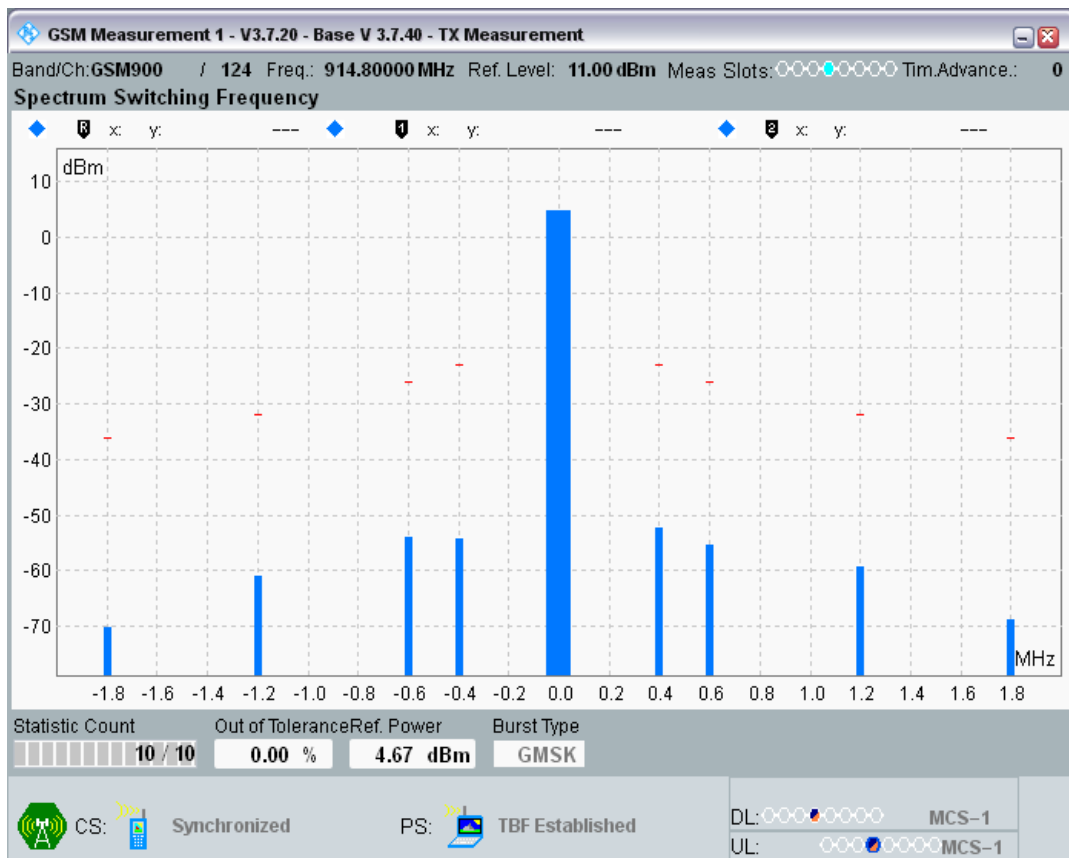 GSM Measurement 1 - V3.7.20 - Base V 3.7.40 - TX Measurement
Band/Ch:GSM900 / 124 Freq.: 914.80000 MHz Ref. Level: 11.00 dBm Meas Slots: Tim.Advance.: 0
Spectrum Switching Frequency
R x: y: --- 1 x: y: --- 2 x: y: ---
dBm
10
0
-10
-20
-30
-40
-50
-60
-70
MHz
-1.8 -1.6 -1.4 -1.2 -1.0 -0.8 -0.6 -0.4 -0.2 0.0 0.2 0.4 0.6 0.8 1.0 1.2 1.4 1.6 1.8
Statistic Count Out of Tolerance Ref. Power Burst Type
10 / 10 0.00 % 4.67 dBm GMSK
CS: Synchronized PS: TBF Established
DL: MCS-1
UL: MCS-1